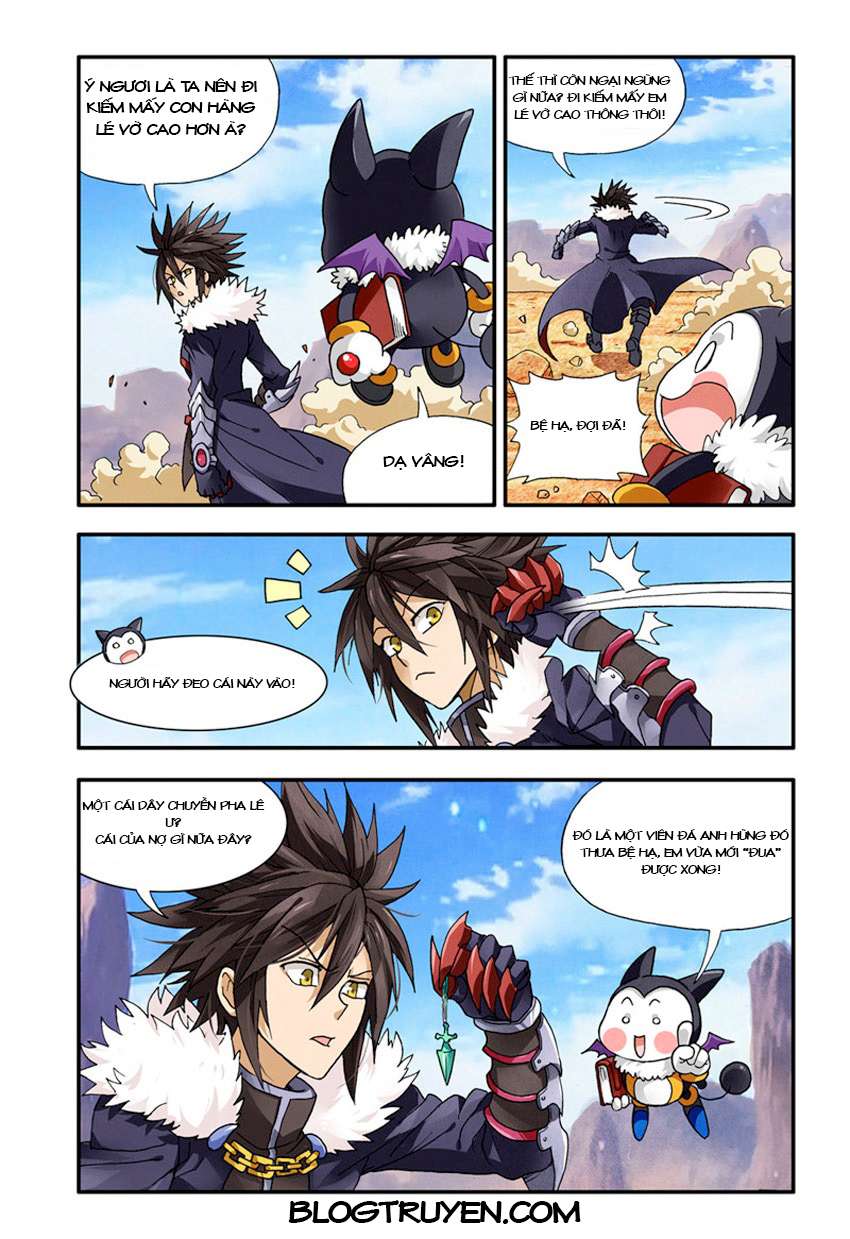 Ý NGƯƠI LÀ TA NÊN ĐI
KIẾM MẤY CON HÀNG
LÉ VỞ CAO HƠN À?
DẠ VÂNG!
THẾ THÌ CÒN NGẠI NGÙNG
GÌ NỮA? ĐI KIẾM MẤY EM
LÉ VỞ CAO THÔNG THÔI!
BỆ HẠ, ĐỢI ĐÃ!
NGƯỜI HÃY ĐEO CÁI NÀY VÀO!
MỘT CÁI DÂY CHUYỀN PHA LÊ
Ư?
CÁI CỦA NỢ GÌ NỮA ĐÂY?
ĐÓ LÀ MỘT VIÊN ĐÁ ANH HÙNG ĐÓ
THƯA BỆ HẠ, EM VỪA MỚI "ĐUA"
ĐƯỢC XONG!
BLOGTRUYEN.COM